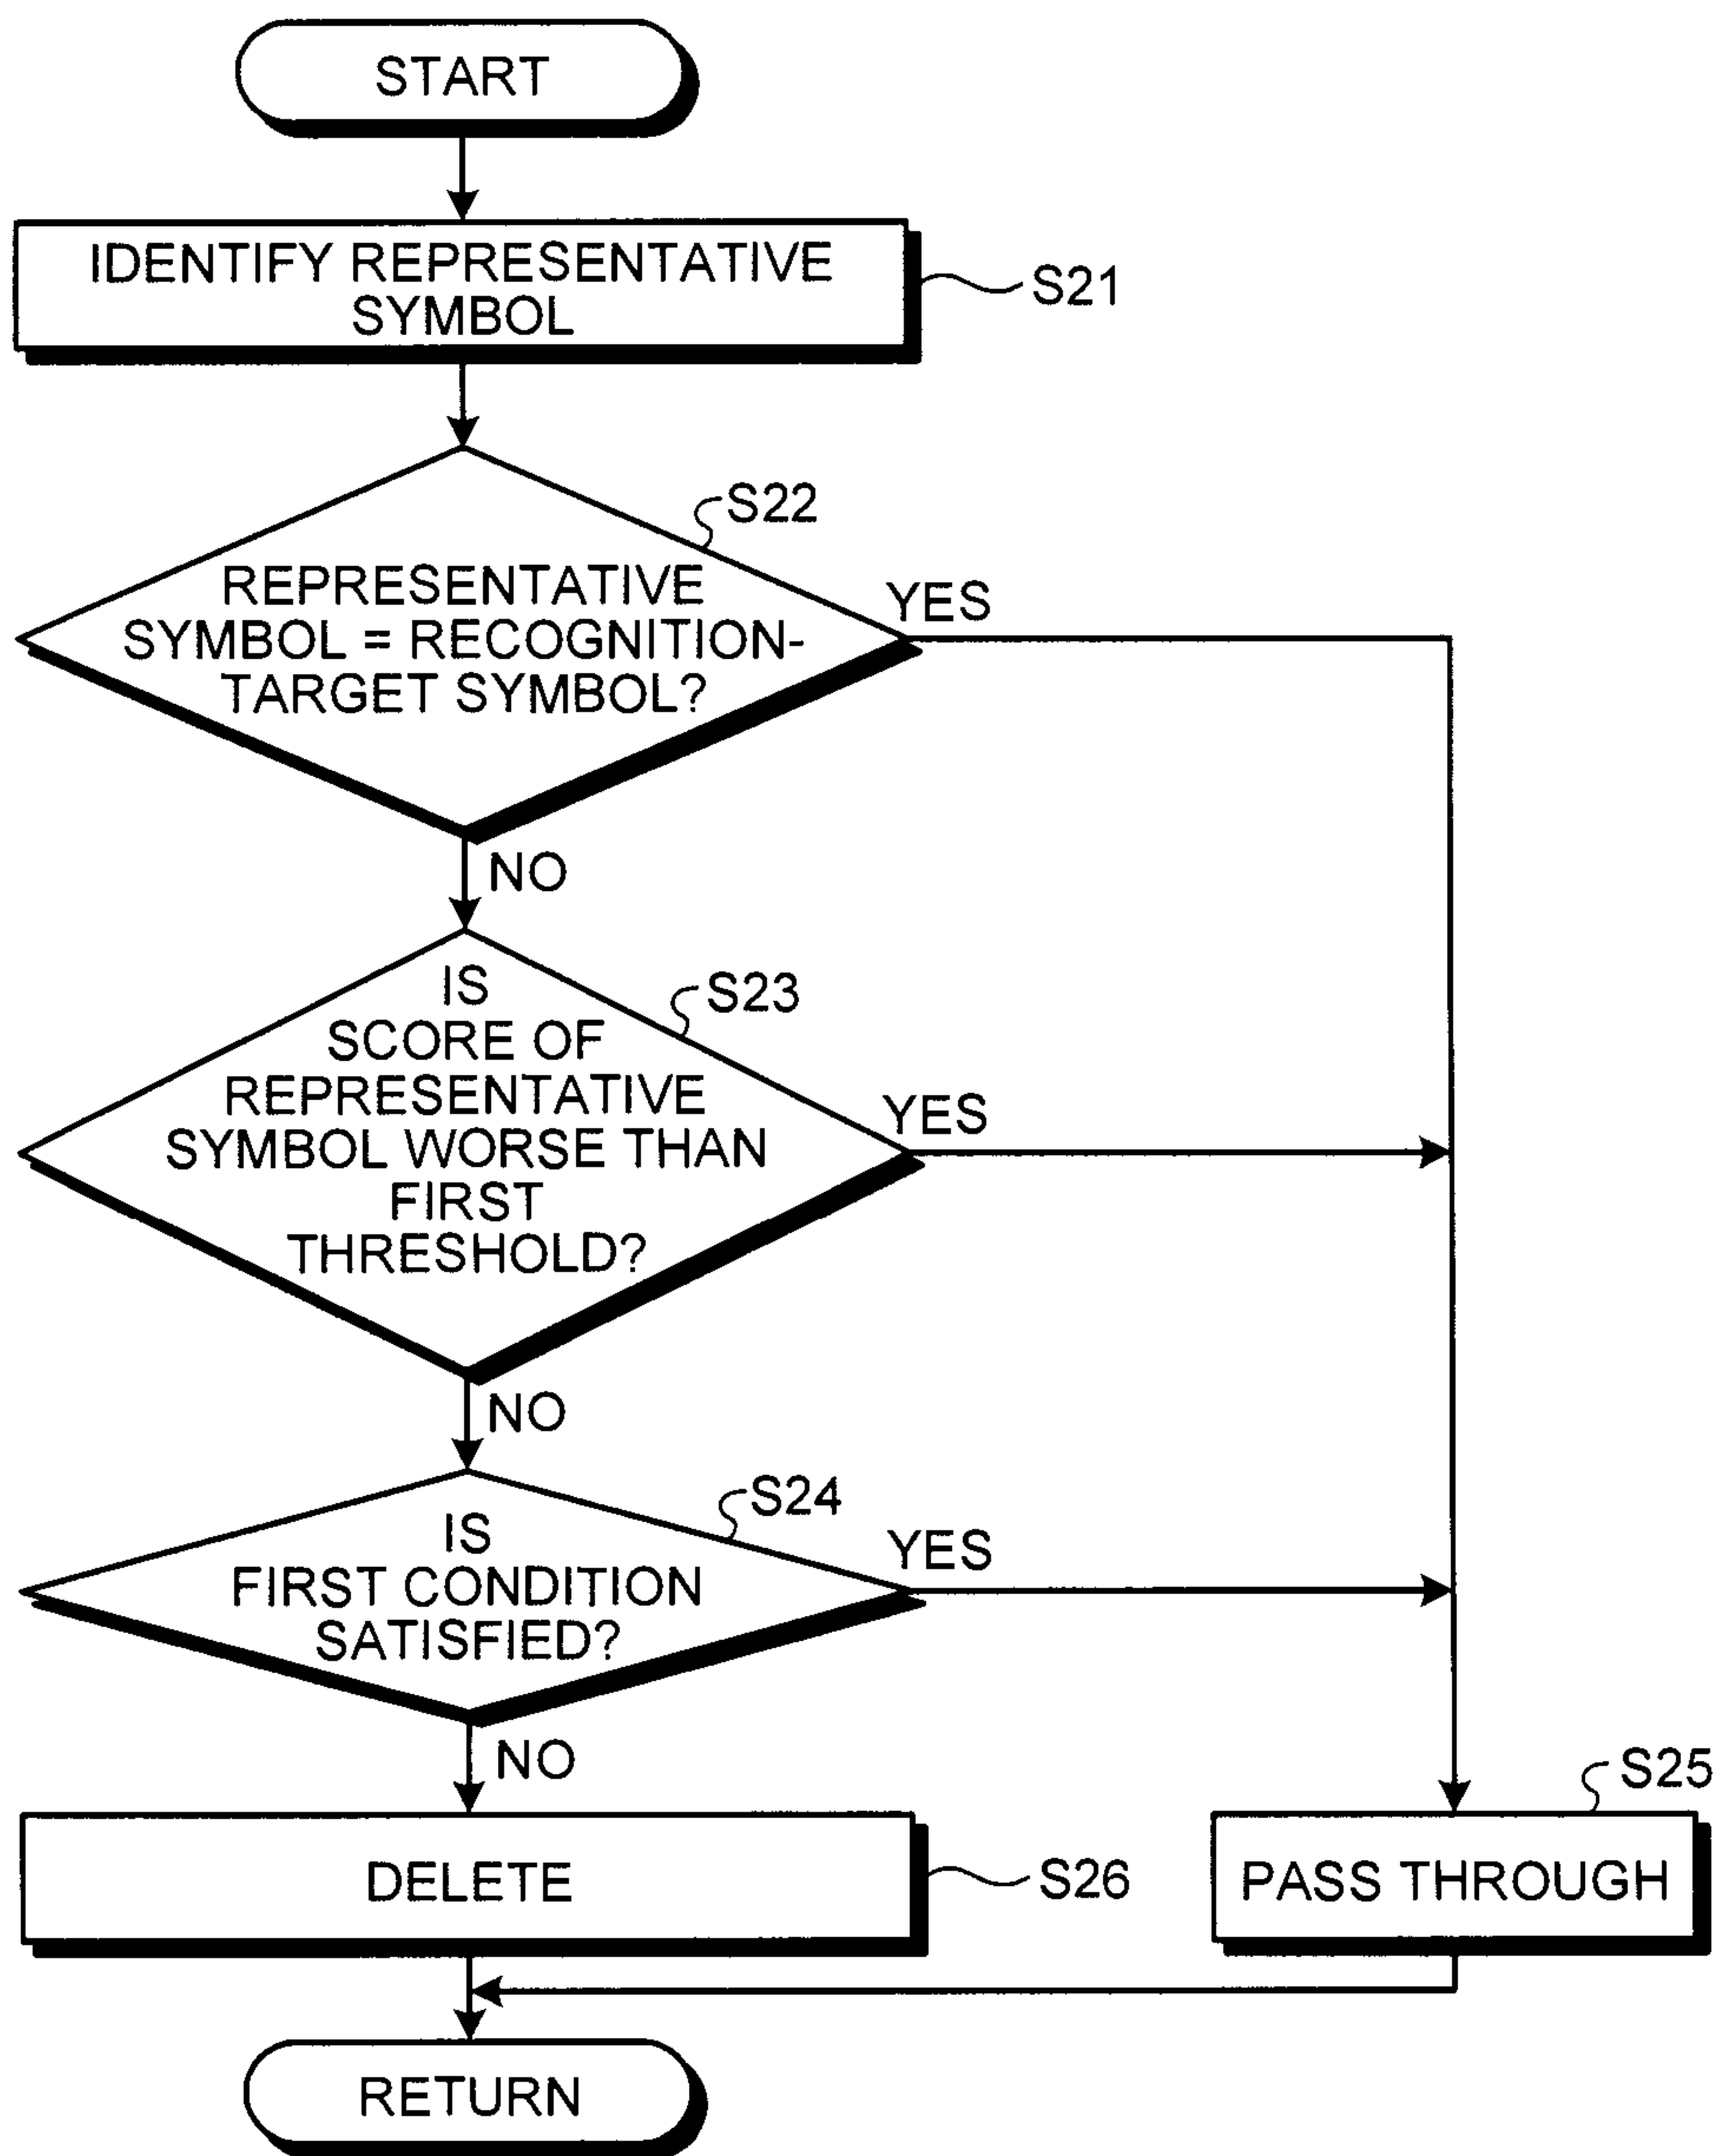 START
IDENTIFY REPRESENTATIVE
SYMBOL
S21
S22
REPRESENTATIVE
SYMBOL = RECOGNITION-
TARGET SYMBOL?
YES
NO
IS
SCORE OF
REPRESENTATIVE
SYMBOL WORSE THAN
FIRST
THRESHOLD?
S23
YES
NO
IS
FIRST CONDITION
SATISFIED?
S24
YES
NO
DELETE
S26
S25
PASS THROUGH
RETURN